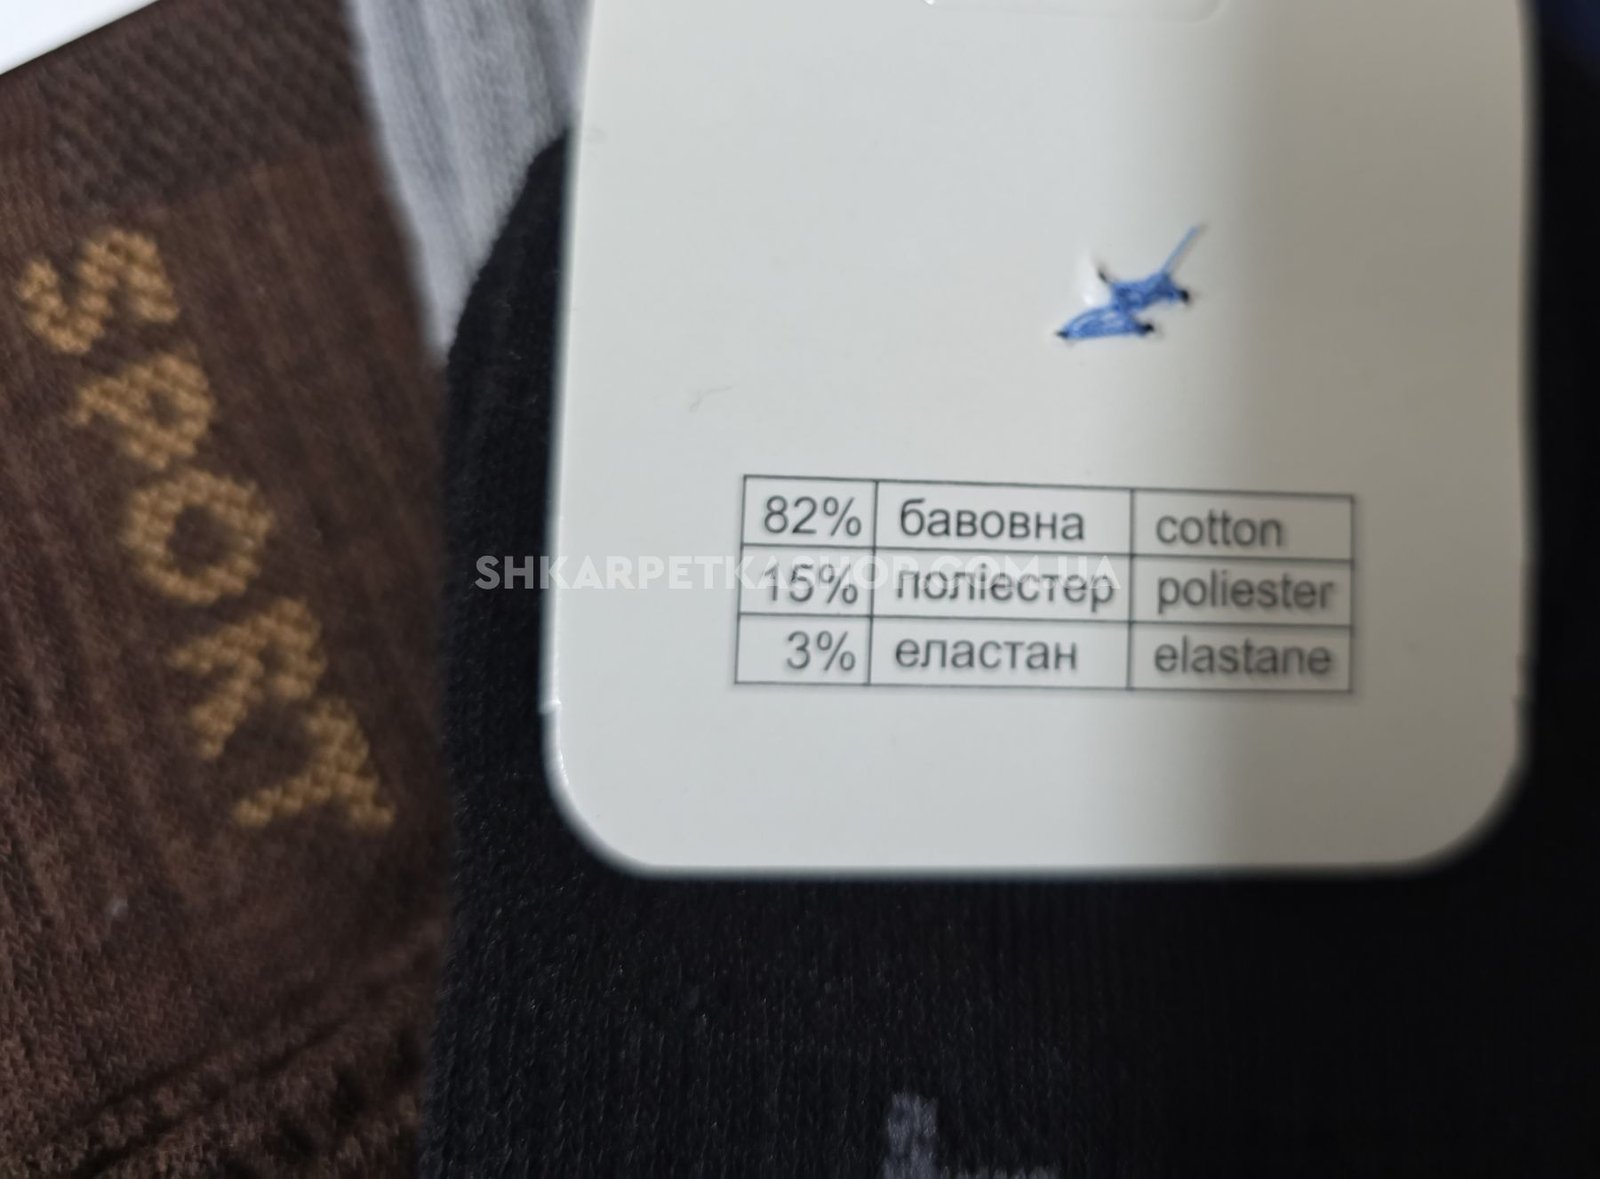 SPORT
82% бавовна cotton
SHKARPETKASHOP.COM.UA
15% поліестер poliester
3% еластан elastane